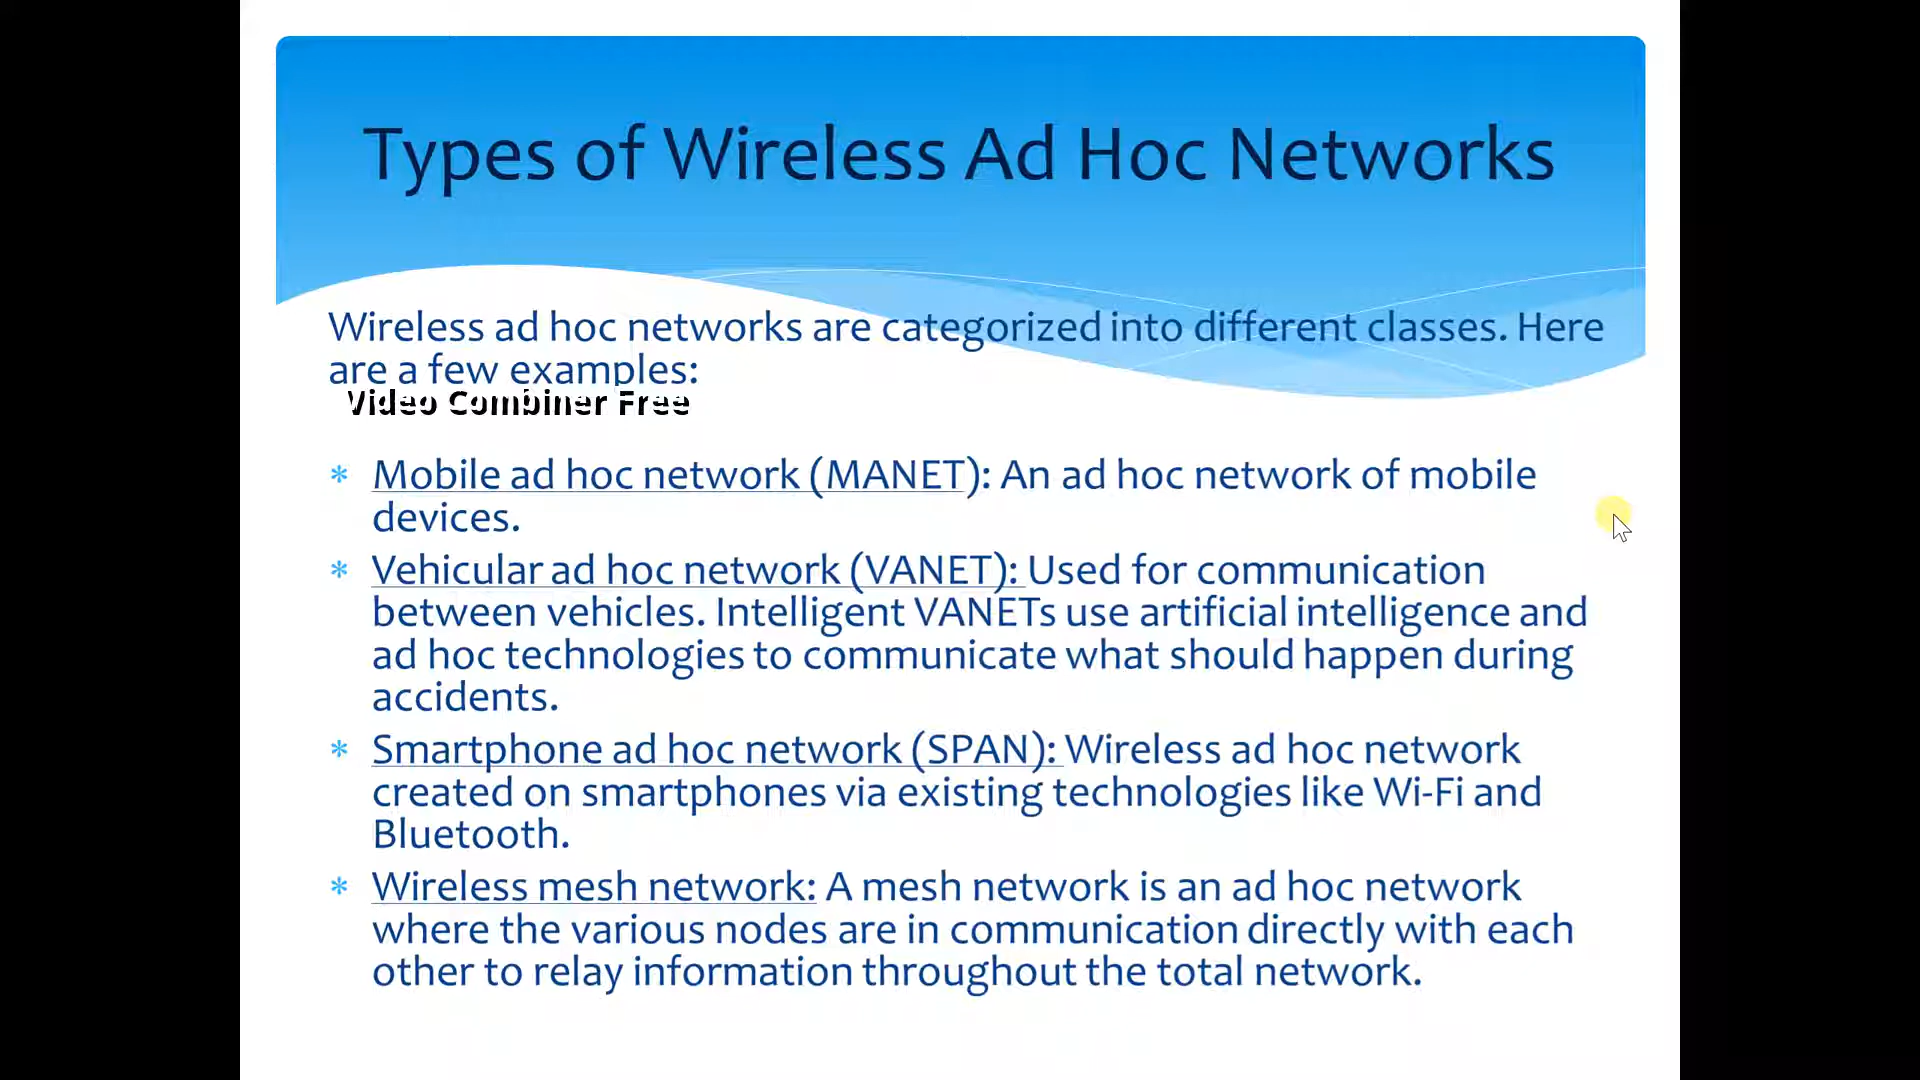 Types of Wireless Ad Hoc Networks
Wireless ad hoc networks are categorized into different classes. Here
are a few examples:
Video Combiner Free
* Mobile ad hoc network (MANET): An ad hoc network of mobile
devices.
* Vehicular ad hoc network (VANET): Used for communication
between vehicles. Intelligent VANETs use artificial intelligence and
ad hoc technologies to communicate what should happen during
accidents.
* Smartphone ad hoc network (SPAN): Wireless ad hoc network
created on smartphones via existing technologies like Wi-Fi and
Bluetooth.
* Wireless mesh network: A mesh network is an ad hoc network
where the various nodes are in communication directly with each
other to relay information throughout the total network.